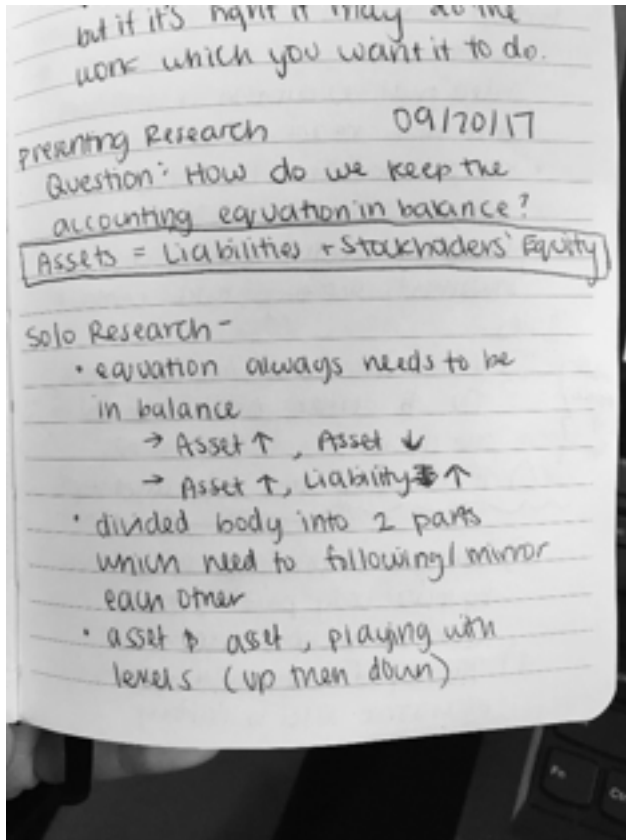 but if it's right it may do the
work which you want it to do.
Presenting Research 09/20/17
Question: How do we keep the
accounting equation in balance?
Assets = Liabilities + Stockholders' Equity
Solo Research -
• equation always needs to be
in balance
→ Asset ↑, Asset ↓
→ Asset ↑, Liability ↑
• divided body into 2 parts
which need to following/mirror
each other
• asset & asset, playing with
levels (up then down)
Fn